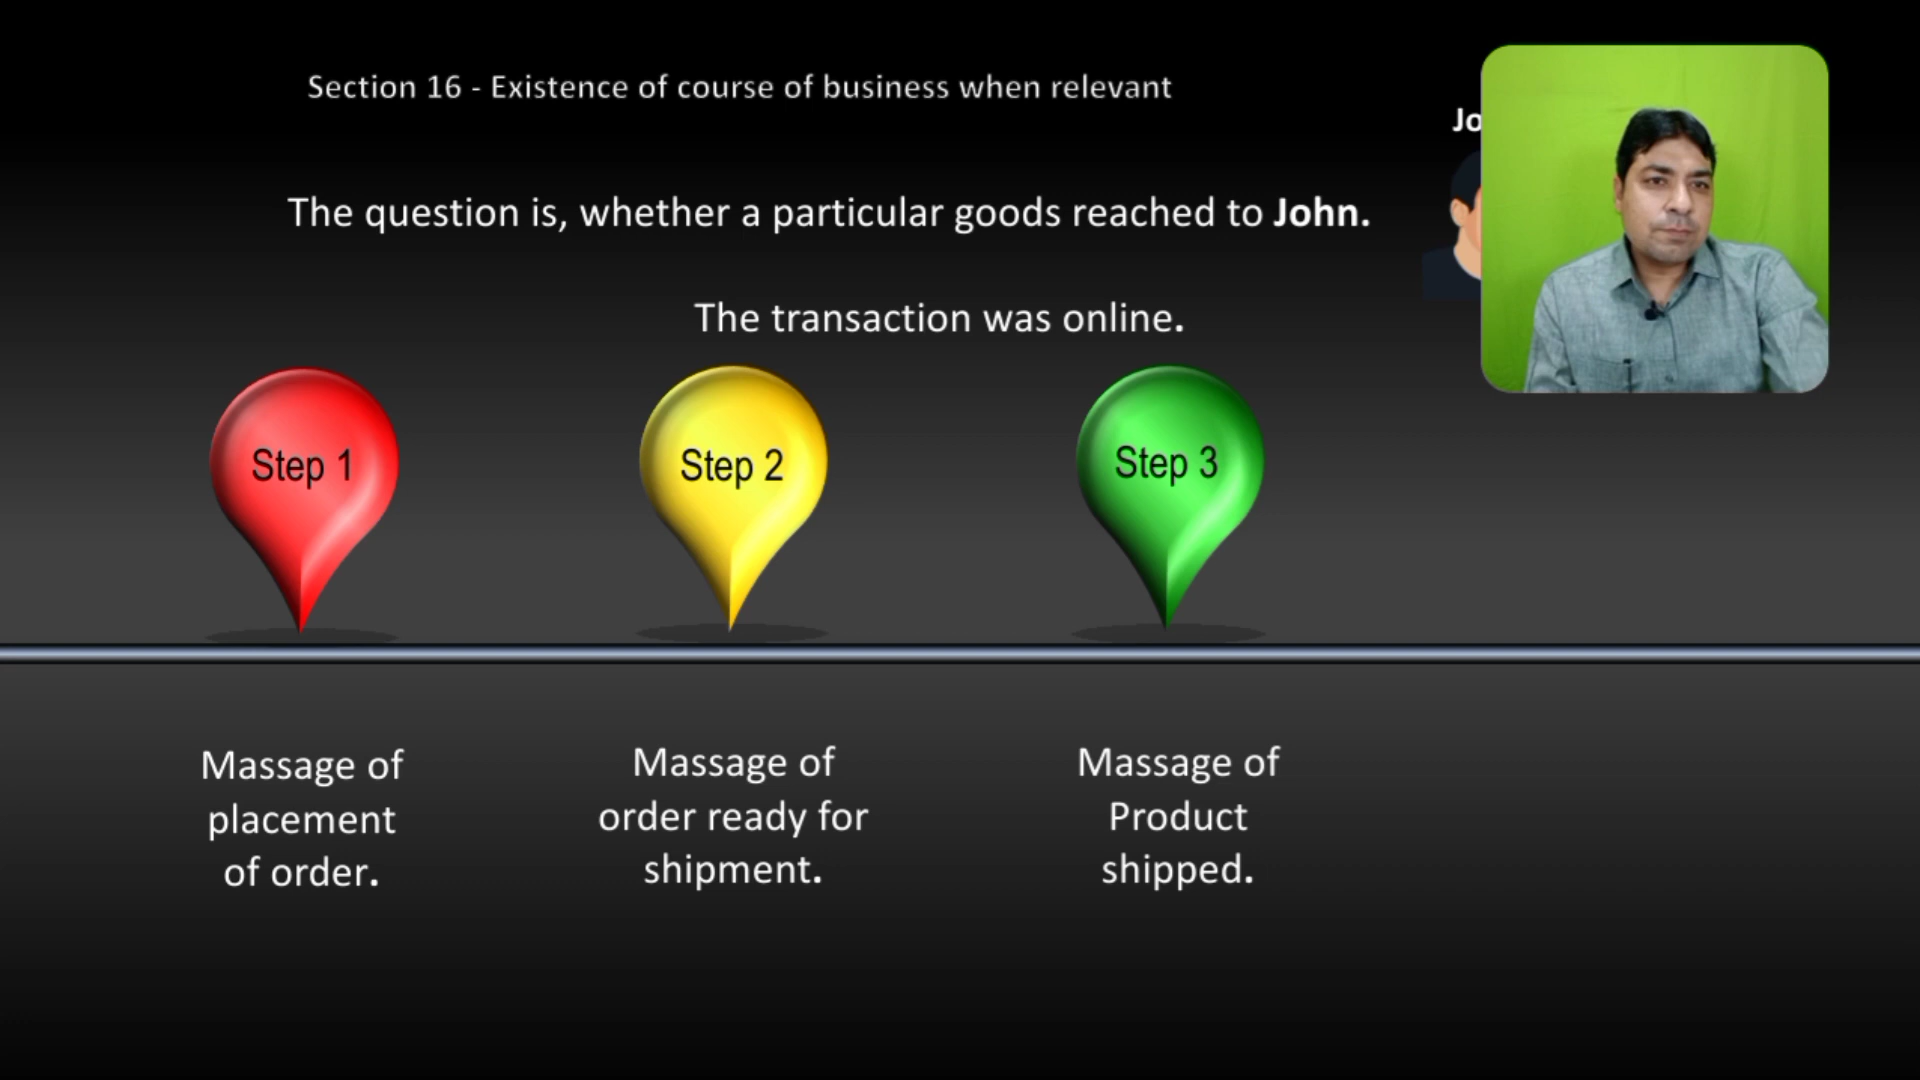 Section 16 - Existence of course of business when relevant
Jo
The question is, whether a particular goods reached to John.
The transaction was online.
Step 1
Step 2
Step 3
Massage of
placement
of order.
Massage of
order ready for
shipment.
Massage of
Product
shipped.